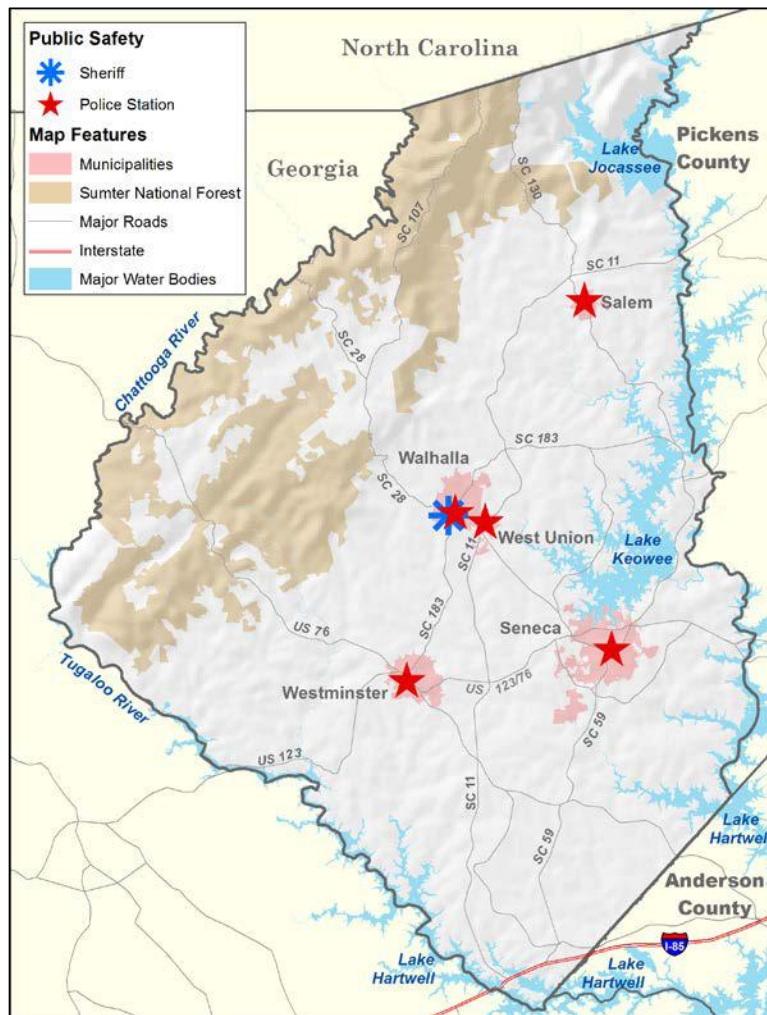 Public Safety
Sheriff
Police Station
Map Features
Municipalities
Sumter National Forest
Major Roads
Interstate
Major Water Bodies
North Carolina
Georgia
Pickens
County
Lake
Jocassee
SC 130
SC 107
SC 11
Salem
Chattooga River
SC 28
SC 183
Walhalla
SC 28
West Union
SC 11
Lake
Keowee
SC 183
Seneca
US 76
Westminster
US 123/76
Tugaloo River
SC 59
US 123
SC 11
SC 59
Lake
Hartwell
Anderson
County
I-85
Lake
Hartwell
Lake
Hartwell